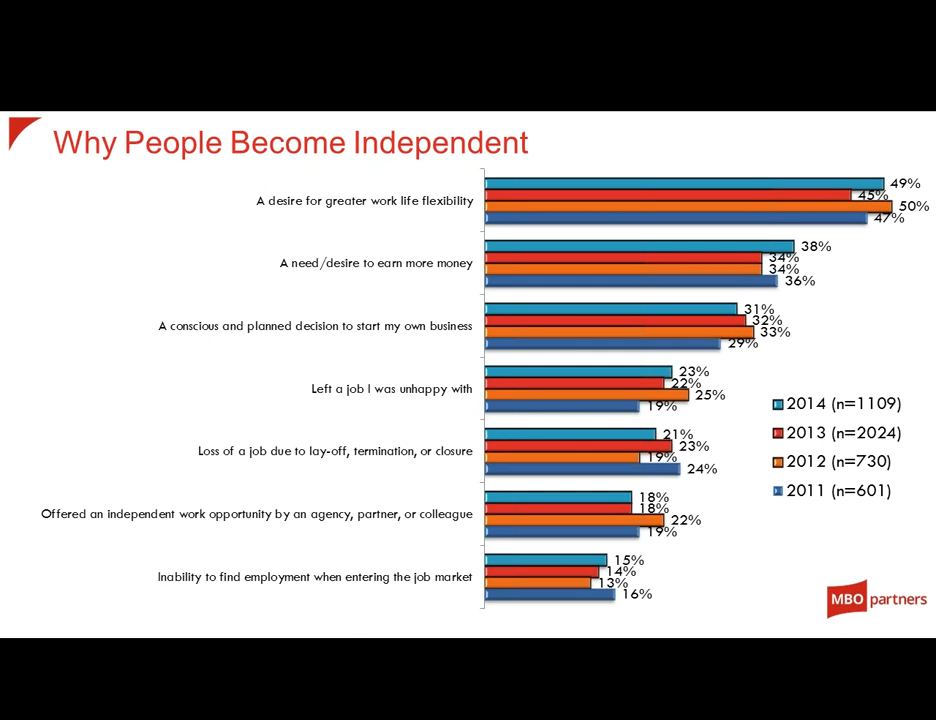 Why People Become Independent
A desire for greater work life flexibility
49%
45%
50%
47%
A need/desire to earn more money
38%
34%
34%
36%
A conscious and planned decision to start my own business
31%
32%
33%
29%
Left a job I was unhappy with
23%
22%
25%
19%
Loss of a job due to lay-off, termination, or closure
21%
23%
19%
24%
Offered an independent work opportunity by an agency, partner, or colleague
18%
18%
22%
19%
Inability to find employment when entering the job market
15%
14%
13%
16%
2014 (n=1109)
2013 (n=2024)
2012 (n=730)
2011 (n=601)
MBO partners